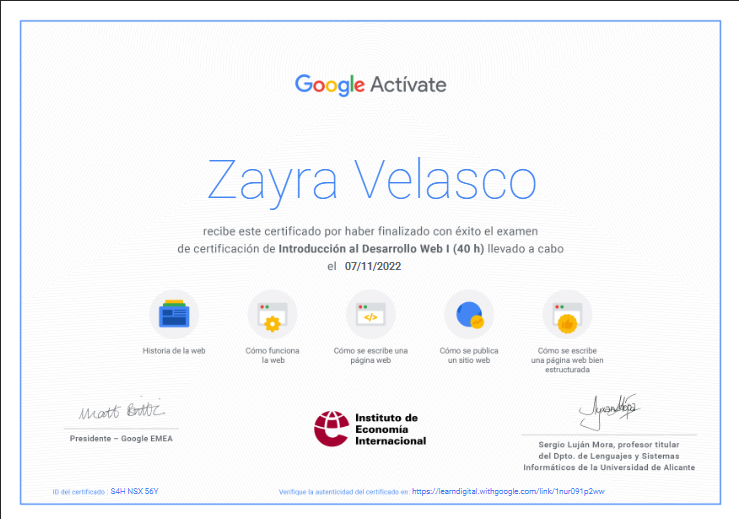 Google Actívate
Zayra Velasco
recibe este certificado por haber finalizado con éxito el examen
de certificación de Introducción al Desarrollo Web I (40 h) llevado a cabo
el 07/11/2022
Historia de la web
Cómo funciona
la web
Cómo se escribe una
página web
Cómo se publica
un sitio web
Cómo se escribe
una página web bien
estructurada
Matt Brittin
Presidente – Google EMEA
Instituto de
Economía
Internacional
Sergio Luján Mora, profesor titular
del Dpto. de Lenguajes y Sistemas
Informáticos de la Universidad de Alicante
ID del certificado : S4H NSX 56Y
Verifique la autenticidad del certificado en: https://learndigital.withgoogle.com/link/1nur091p2ww